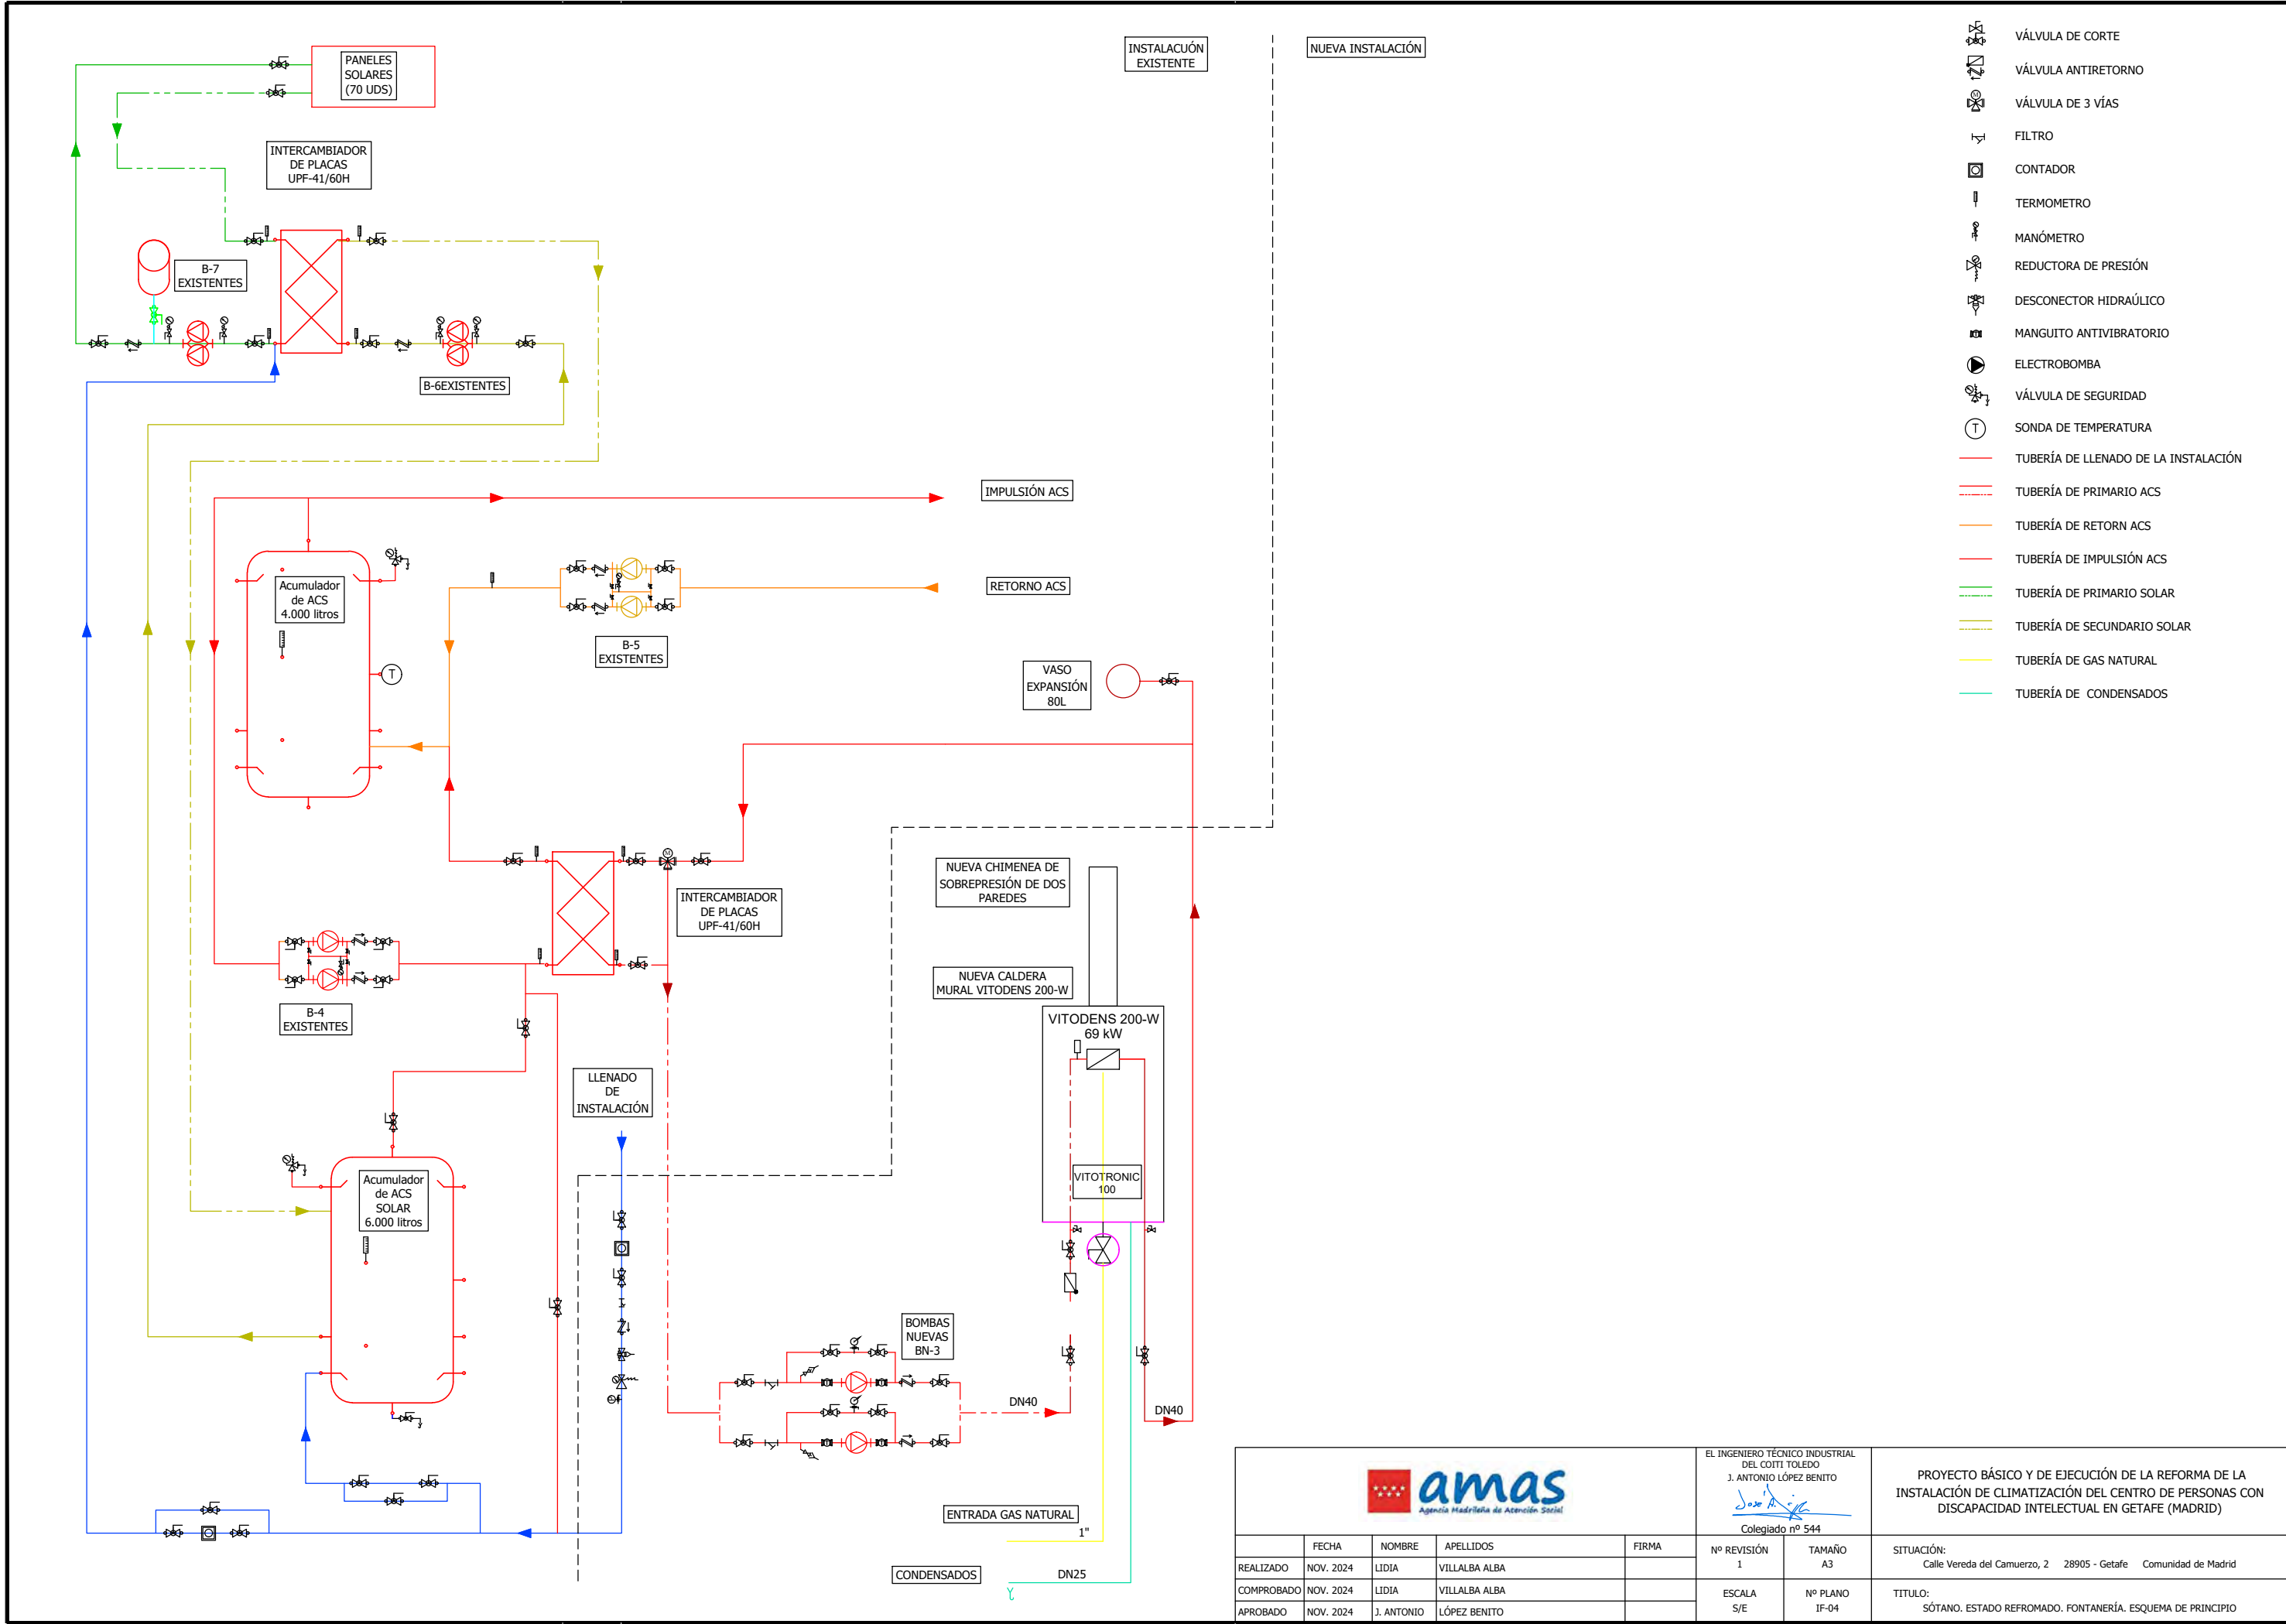 PANELES
SOLARES
(70 UDS)
INSTALACUÓN
EXISTENTE
NUEVA INSTALACIÓN
INTERCAMBIADOR
DE PLACAS
UPF-41/60H
B-7
EXISTENTES
B-6EXISTENTES
IMPULSIÓN ACS
Acumulador
de ACS
4.000 litros
T
RETORNO ACS
B-5
EXISTENTES
VASO
EXPANSIÓN
80L
M
INTERCAMBIADOR
DE PLACAS
UPF-41/60H
NUEVA CHIMENEA DE
SOBREPRESIÓN DE DOS
PAREDES
NUEVA CALDERA
MURAL VITODENS 200-W
B-4
EXISTENTES
VITODENS 200-W
69 kW
LLENADO
DE
INSTALACIÓN
VITOTRONIC
100
Acumulador
de ACS
SOLAR
6.000 litros
BOMBAS
NUEVAS
BN-3
DN40
DN40
ENTRADA GAS NATURAL
1"
CONDENSADOS
DN25
VÁLVULA DE CORTE
VÁLVULA ANTIRETORNO
M
VÁLVULA DE 3 VÍAS
FILTRO
CONTADOR
TERMOMETRO
MANÓMETRO
REDUCTORA DE PRESIÓN
DESCONECTOR HIDRAÚLICO
MANGUITO ANTIVIBRATORIO
ELECTROBOMBA
VÁLVULA DE SEGURIDAD
T
SONDA DE TEMPERATURA
TUBERÍA DE LLENADO DE LA INSTALACIÓN
TUBERÍA DE PRIMARIO ACS
TUBERÍA DE RETORN ACS
TUBERÍA DE IMPULSIÓN ACS
TUBERÍA DE PRIMARIO SOLAR
TUBERÍA DE SECUNDARIO SOLAR
TUBERÍA DE GAS NATURAL
TUBERÍA DE  CONDENSADOS
amas
Agencia Madrileña de Atención Social
EL INGENIERO TÉCNICO INDUSTRIAL
DEL COITI TOLEDO
J. ANTONIO LÓPEZ BENITO
Colegiado nº 544
PROYECTO BÁSICO Y DE EJECUCIÓN DE LA REFORMA DE LA
INSTALACIÓN DE CLIMATIZACIÓN DEL CENTRO DE PERSONAS CON
DISCAPACIDAD INTELECTUAL EN GETAFE (MADRID)
FECHA NOMBRE APELLIDOS FIRMA
REALIZADO NOV. 2024 LIDIA VILLALBA ALBA
COMPROBADO NOV. 2024 LIDIA VILLALBA ALBA
APROBADO NOV. 2024 J. ANTONIO LÓPEZ BENITO
Nº REVISIÓN
1
TAMAÑO
A3
ESCALA
S/E
Nº PLANO
IF-04
SITUACIÓN:
Calle Vereda del Camuerzo, 2 28905 - Getafe Comunidad de Madrid
TITULO:
SÓTANO. ESTADO REFROMADO. FONTANERÍA. ESQUEMA DE PRINCIPIO